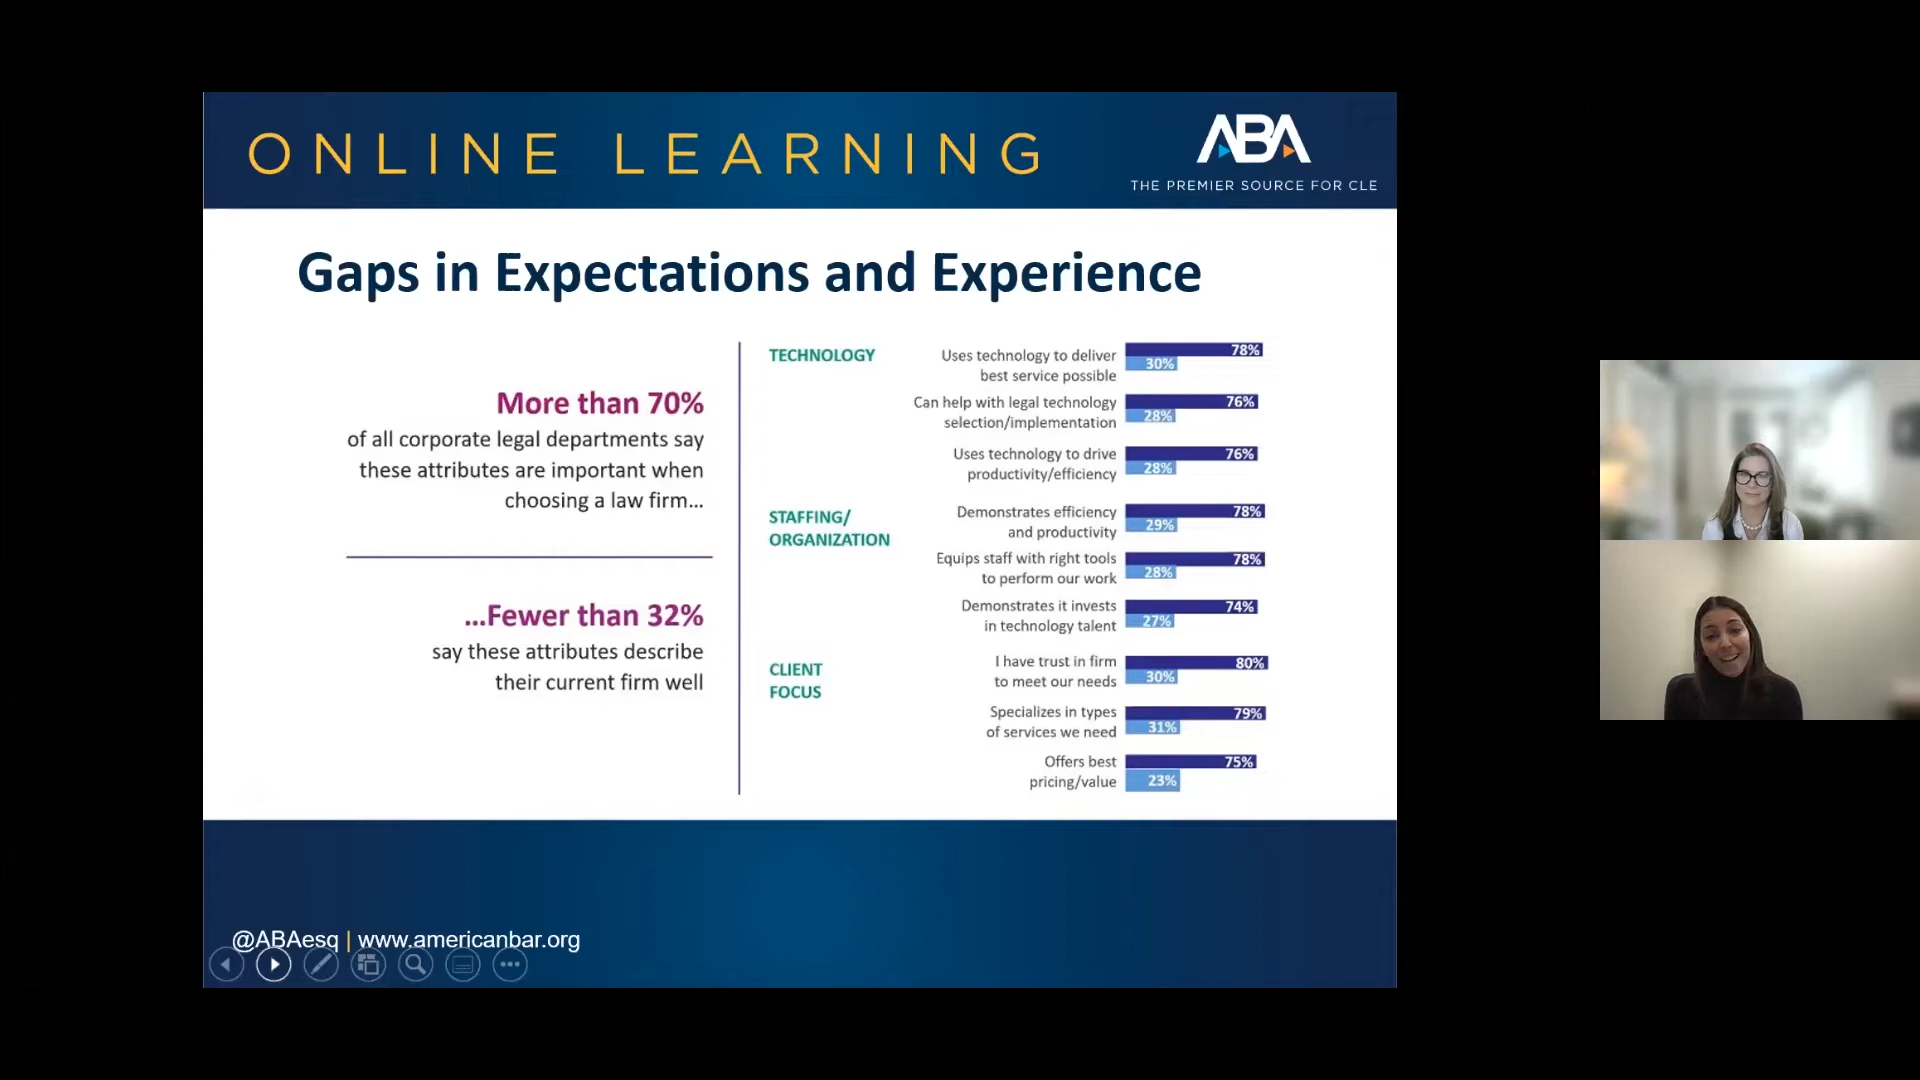 ONLINE LEARNING
ABA
THE PREMIER SOURCE FOR CLE
Gaps in Expectations and Experience
More than 70%
of all corporate legal departments say
these attributes are important when
choosing a law firm...
...Fewer than 32%
say these attributes describe
their current firm well
TECHNOLOGY
Uses technology to deliver
best service possible
78%
30%
Can help with legal technology
selection/implementation
76%
28%
Uses technology to drive
productivity/efficiency
76%
28%
STAFFING/
ORGANIZATION
Demonstrates efficiency
and productivity
78%
29%
Equips staff with right tools
to perform our work
78%
28%
Demonstrates it invests
in technology talent
74%
27%
CLIENT
FOCUS
I have trust in firm
to meet our needs
80%
30%
Specializes in types
of services we need
79%
31%
Offers best
pricing/value
75%
23%
@ABAesq | www.americanbar.org